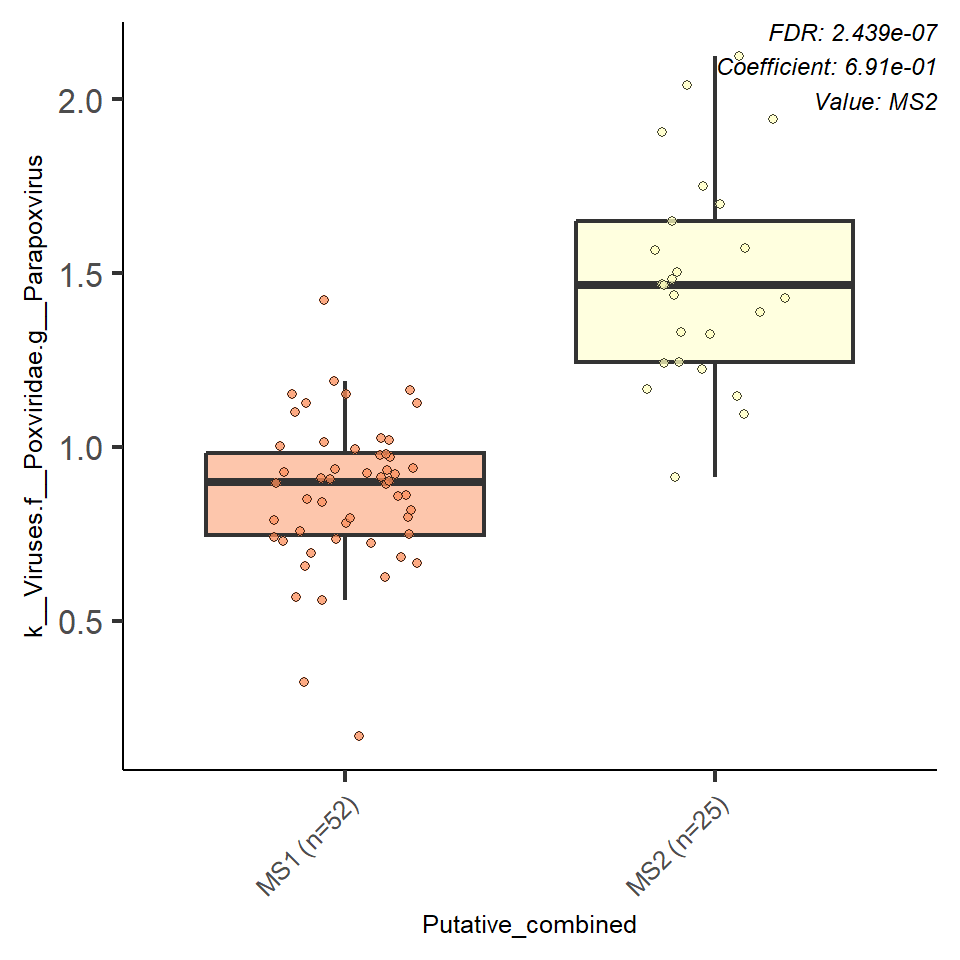 FDR: 2.439e-07
Coefficient: 6.91e-01
Value: MS2
k__Viruses.f__Poxviridae.g__Parapoxvirus
2.0
1.5
1.0
0.5
MS1 (n=52)
MS2 (n=25)
Putative_combined